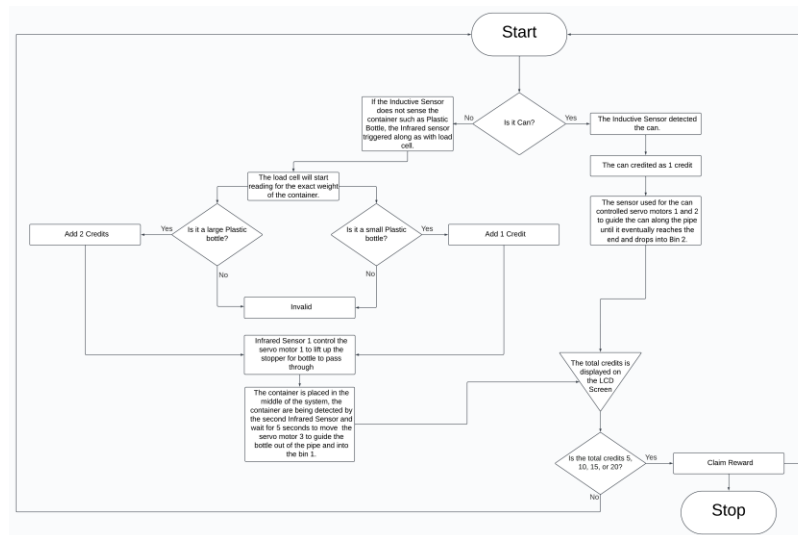 Start
Is it Can?
No
Yes
If the Inductive Sensor
does not sense the
container such as Plastic
Bottle, the Infrared sensor
triggered along as with load
cell.
The Inductive Sensor detected
the can.
The can credited as 1 credit
The sensor used for the can
controlled servo motors 1 and 2
to guide the can along the pipe
until it eventually reaches the
end and drops into Bin 2.
The load cell will start
reading for the exact weight
of the container.
Add 2 Credits
Yes
Is it a large Plastic
bottle?
Is it a small Plastic
bottle?
Yes
Add 1 Credit
No
No
Invalid
Infrared Sensor 1 control the
servo motor 1 to lift up the
stopper for bottle to pass
through
The container is placed in the
middle of the system, the
container are being detected by
the second Infrared Sensor and
wait for 5 seconds to move the
servo motor 3 to guide the
bottle out of the pipe and into
the bin 1.
The total credits is
displayed on
the LCD
Screen
Is the total credits 5,
10, 15, or 20?
Yes
Claim Reward
No
Stop